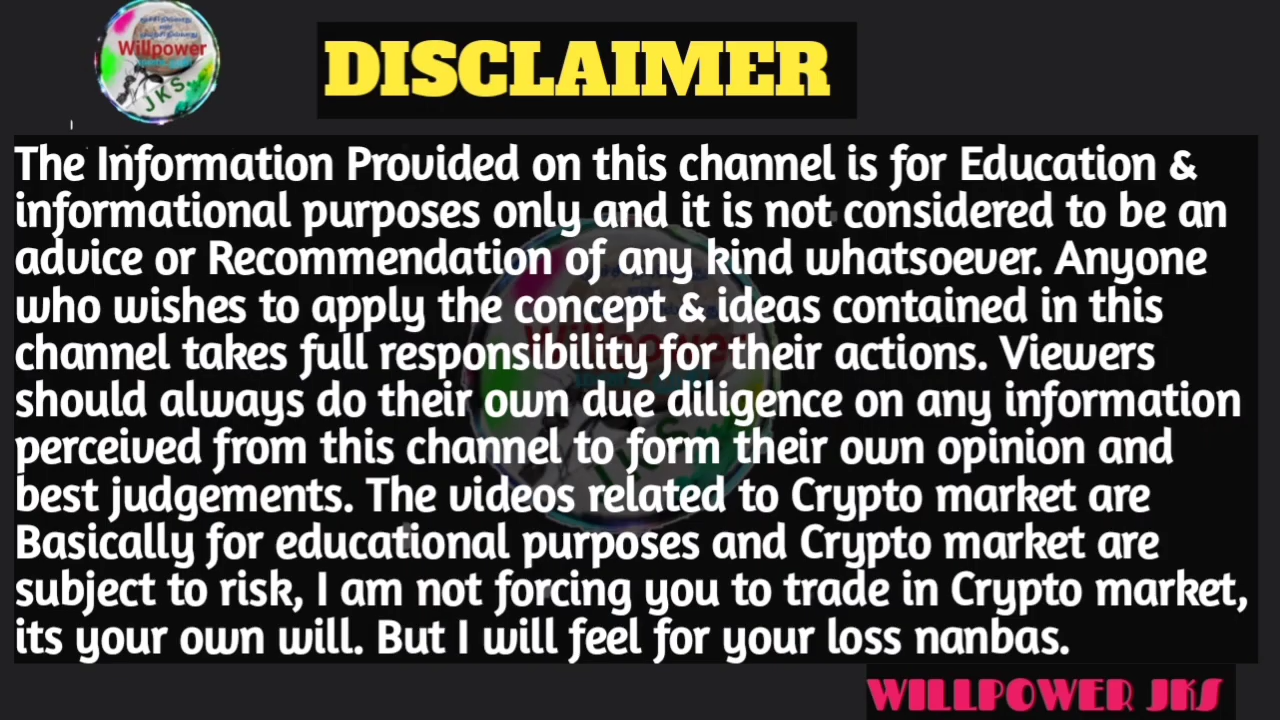 Willpower
JKS
DISCLAIMER
The Information Provided on this channel is for Education &
informational purposes only and it is not considered to be an
advice or Recommendation of any kind whatsoever. Anyone
who wishes to apply the concept & ideas contained in this
channel takes full responsibility for their actions. Viewers
should always do their own due diligence on any information
perceived from this channel to form their own opinion and
best judgements. The videos related to Crypto market are
Basically for educational purposes and Crypto market are
subject to risk, I am not forcing you to trade in Crypto market,
its your own will. But I will feel for your loss nanbas.
WILLPOWER JKS